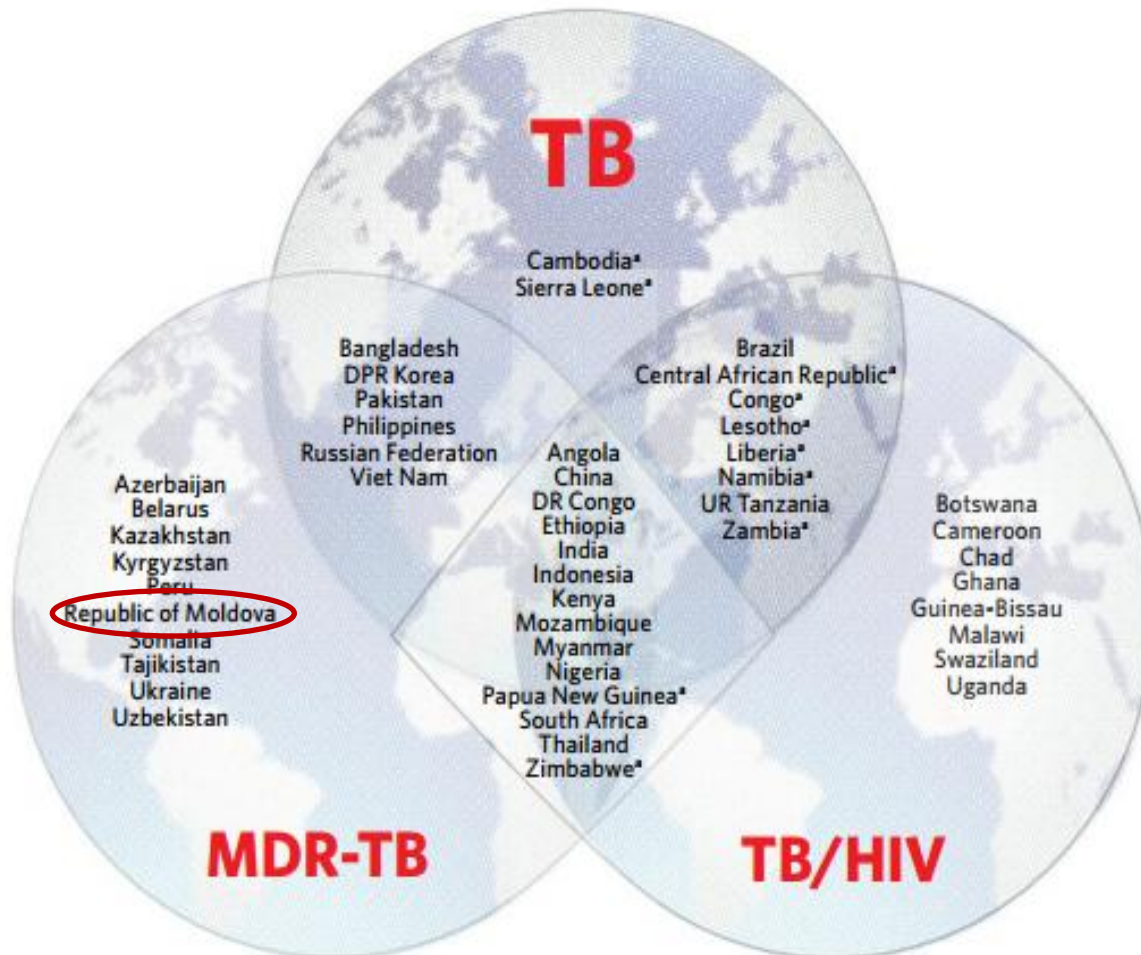 TB
Cambodiaª
Sierra Leoneª
Bangladesh
DPR Korea
Pakistan
Philippines
Russian Federation
Viet Nam
Brazil
Central African Republicª
Congoª
Lesothoª
Liberiaª
Namibiaª
UR Tanzania
Zambiaª
Angola
China
DR Congo
Ethiopia
India
Indonesia
Kenya
Mozambique
Myanmar
Nigeria
Papua New Guineaª
South Africa
Thailand
Zimbabweª
Azerbaijan
Belarus
Kazakhstan
Kyrgyzstan
Peru
Republic of Moldova
Somalia
Tajikistan
Ukraine
Uzbekistan
Botswana
Cameroon
Chad
Ghana
Guinea-Bissau
Malawi
Swaziland
Uganda
MDR-TB
TB/HIV